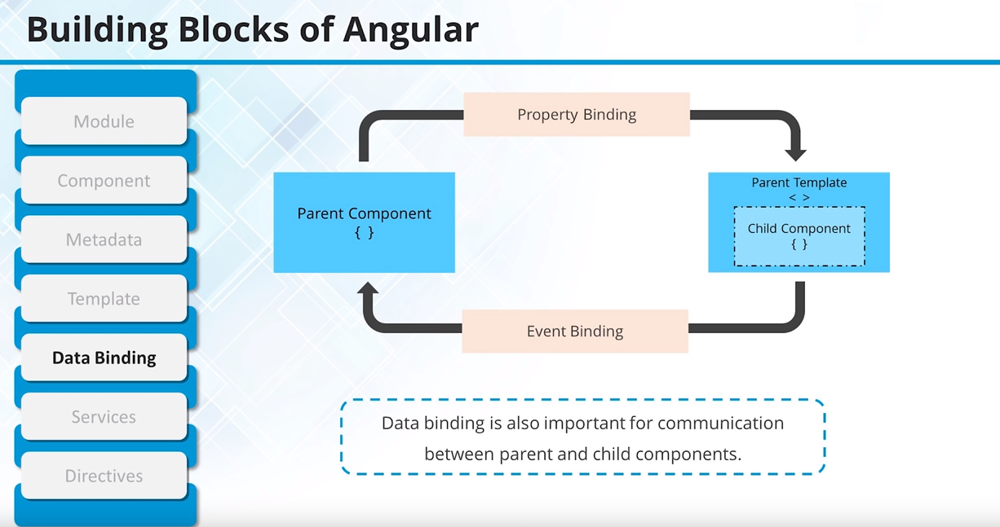 Building Blocks of Angular
Module
Component
Metadata
Template
Data Binding
Services
Directives
Property Binding
Parent Component
{ }
Parent Template
< >
Child Component
{ }
Event Binding
Data binding is also important for communication
between parent and child components.